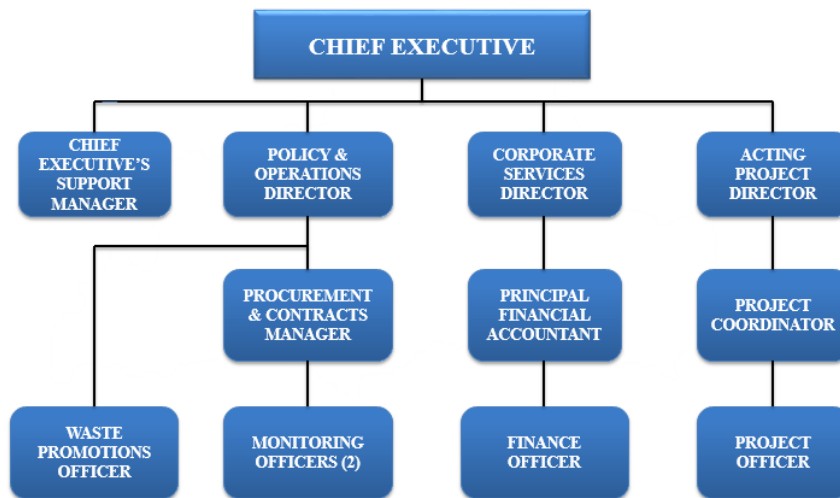 CHIEF EXECUTIVE
CHIEF
EXECUTIVE’S
SUPPORT
MANAGER
POLICY &
OPERATIONS
DIRECTOR
CORPORATE
SERVICES
DIRECTOR
ACTING
PROJECT
DIRECTOR
PROCUREMENT
& CONTRACTS
MANAGER
PRINCIPAL
FINANCIAL
ACCOUNTANT
PROJECT
COORDINATOR
WASTE
PROMOTIONS
OFFICER
MONITORING
OFFICERS (2)
FINANCE
OFFICER
PROJECT
OFFICER